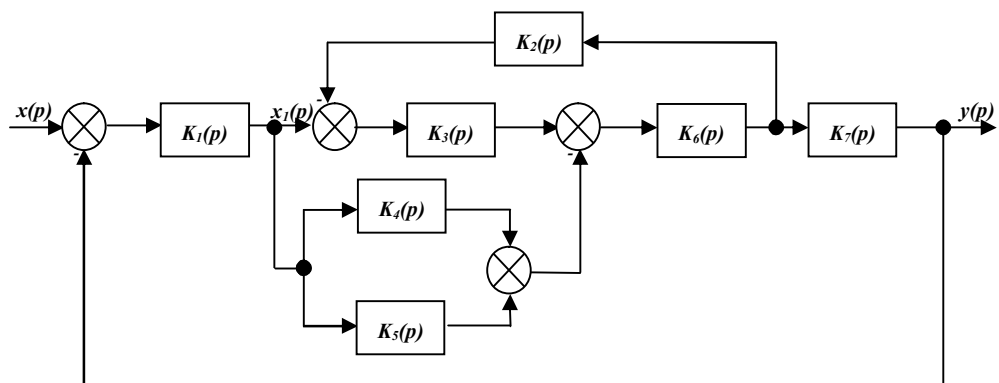 K₂(p)
x(p)
K₁(p)
x₁(p)
-
K₃(p)
K₆(p)
K₇(p)
y(p)
-
-
K₄(p)
K₅(p)